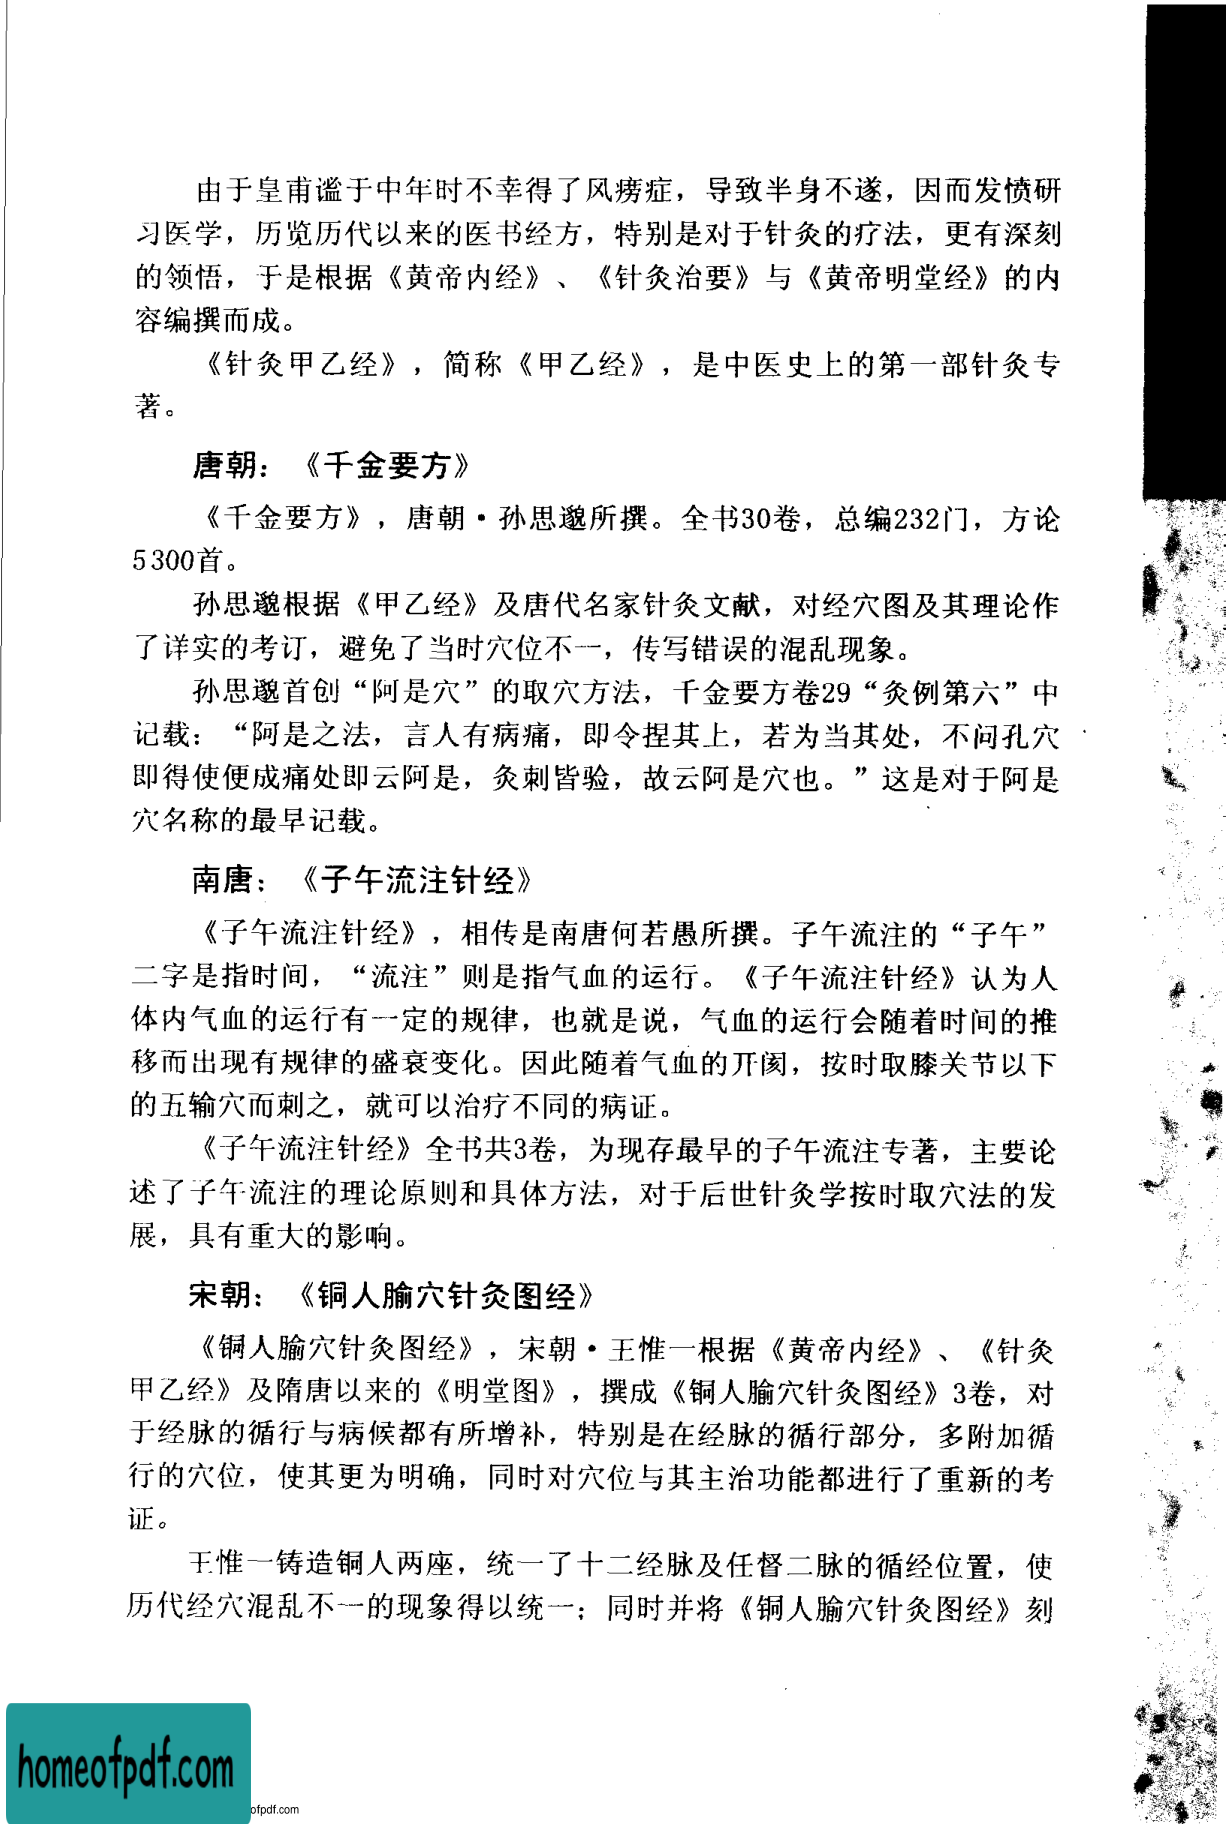 由于皇甫谧于中年时不幸得了风痹症，导致半身不遂，因而发愤研
习医学，历览历代以来的医书经方，特别是对于针灸的疗法，更有深刻
的领悟，于是根据《黄帝内经》、《针灸治要》与《黄帝明堂经》的内
容编撰而成。
《针灸甲乙经》，简称《甲乙经》，是中医史上的第一部针灸专
著。
唐朝：《千金要方》
《千金要方》，唐朝·孙思邈所撰。全书30卷，总编232门，方论
5300首。
孙思邈根据《甲乙经》及唐代名家针灸文献，对经穴图及其理论作
了详实的考订，避免了当时穴位不一，传写错误的混乱现象。
孙思邈首创“阿是穴”的取穴方法，千金要方卷29“灸例第六”中
记载：“阿是之法，言人有病痛，即令捏其上，若为当其处，不问孔穴
即得使便成痛处即云阿是，灸刺皆验，故云阿是穴也。”这是对于阿是
穴名称的最早记载。
南唐：《子午流注针经》
《子午流注针经》，相传是南唐何若愚所撰。子午流注的“子午”
二字是指时间，“流注”则是指气血的运行。《子午流注针经》认为人
体内气血的运行有一定的规律，也就是说，气血的运行会随着时间的推
移而出现有规律的盛衰变化。因此随着气血的开阂，按时取膝关节以下
的五输穴而刺之，就可以治疗不同的病证。
《子午流注针经》全书共3卷，为现存最早的子午流注专著，主要论
述了子午流注的理论原则和具体方法，对于后世针灸学按时取穴法的发
展，具有重大的影响。
宋朝：《铜人腧穴针灸图经》
《铜人腧穴针灸图经》，宋朝·王惟一根据《黄帝内经》、《针灸
甲乙经》及隋唐以来的《明堂图》，撰成《铜人腧穴针灸图经》3卷，对
于经脉的循行与病候都有所增补，特别是在经脉的循行部分，多附加循
行的穴位，使其更为明确，同时对穴位与其主治功能都进行了重新的考
证。
王惟一铸造铜人两座，统一了十二经脉及任督二脉的循经位置，使
历代经穴混乱不一的现象得以统一；同时并将《铜人腧穴针灸图经》刻
homeofpdf.com
ofpdf.com